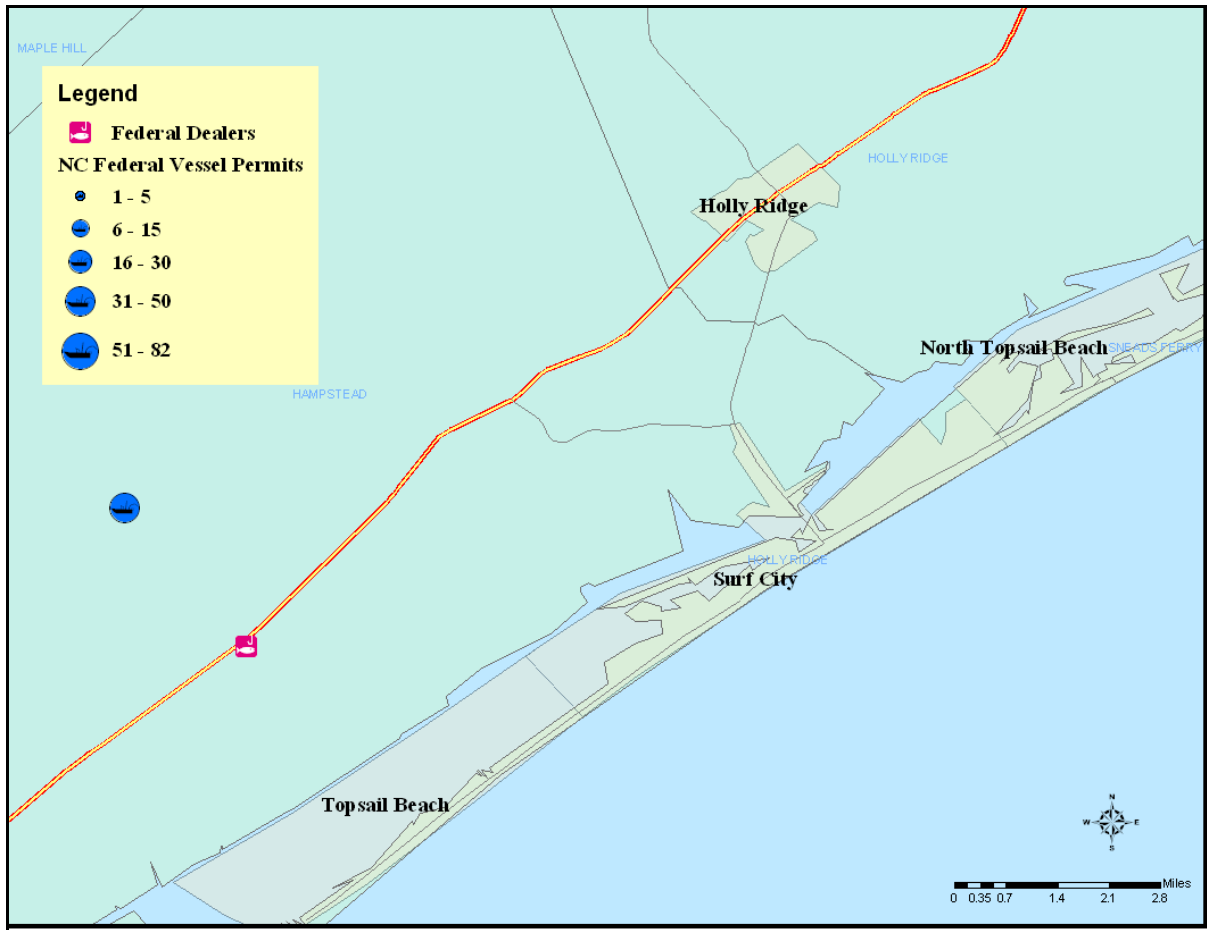 MAPLE HILL
Legend
Federal Dealers
NC Federal Vessel Permits
1 - 5
6 - 15
16 - 30
31 - 50
51 - 82
HOLLY RIDGE
Holly Ridge
North Topsail Beach
SNEADS FERRY
HAMPSTEAD
HOLLY RIDGE
Surf City
Topsail Beach
N
W E
S
Miles
0 0.35 0.7 1.4 2.1 2.8